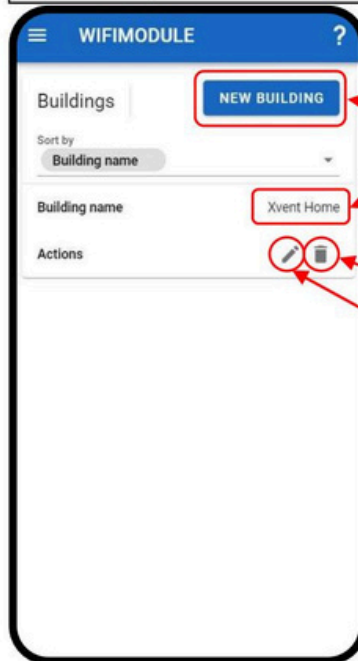 WIFIMODULE ?
Buildings NEW BUILDING
Sort by
Building name
Building name Xvent Home
Actions